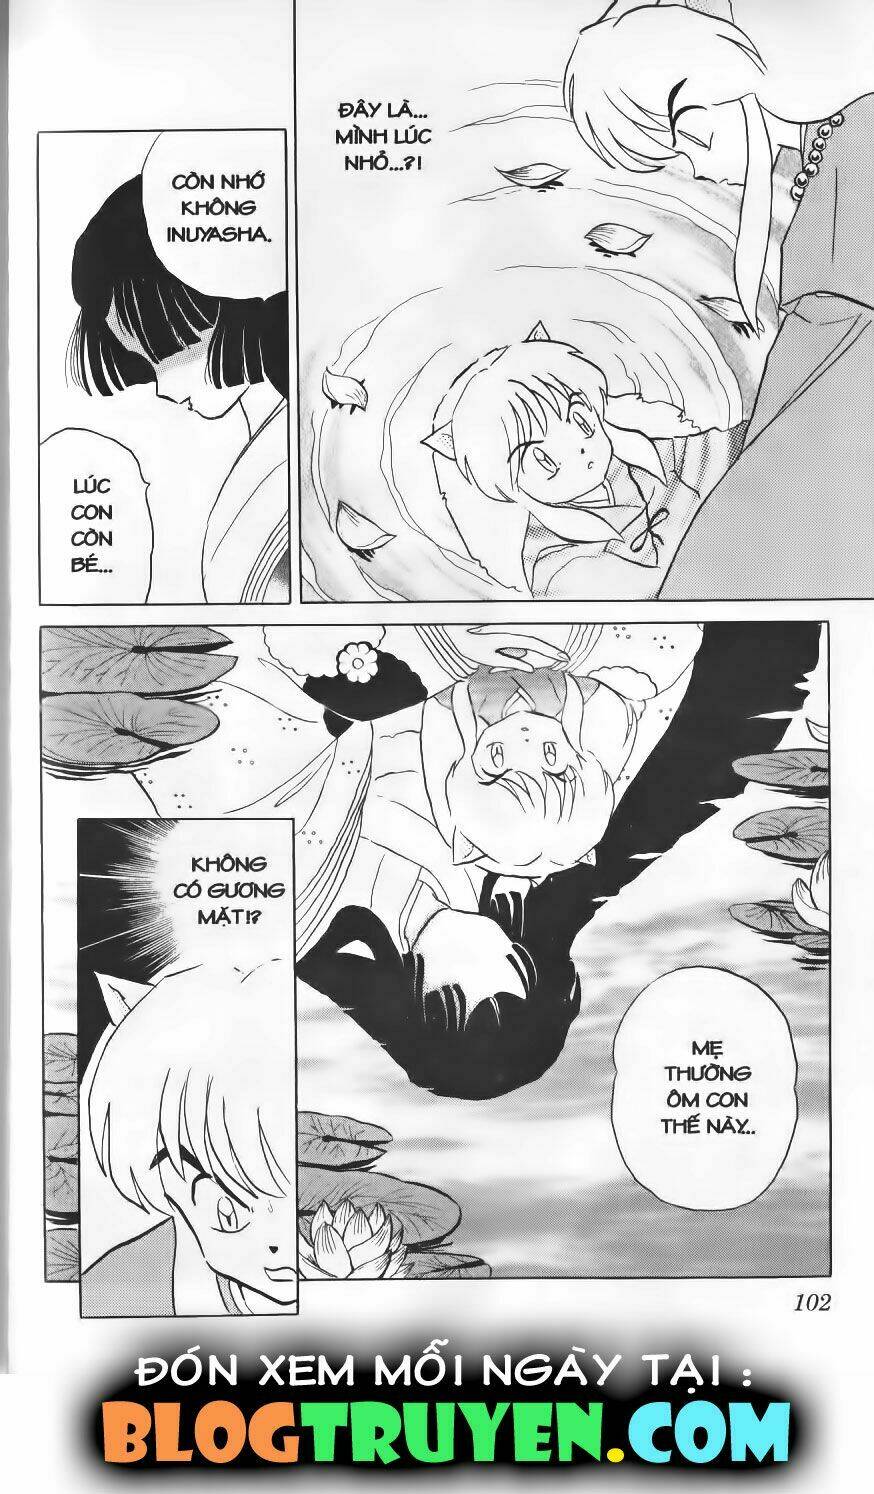 ĐÂY LÀ...
MÌNH LÚC
NHỎ...?!
CÒN NHỚ
KHÔNG
INUYASHA.
LÚC
CON
CÒN
BÉ...
KHÔNG
CÓ GƯƠNG
MẶT!?
MẸ
THƯỜNG
ÔM CON
THẾ NÀY...
102
ĐÓN XEM MỖI NGÀY TẠI :
BLOGTRUYEN.COM